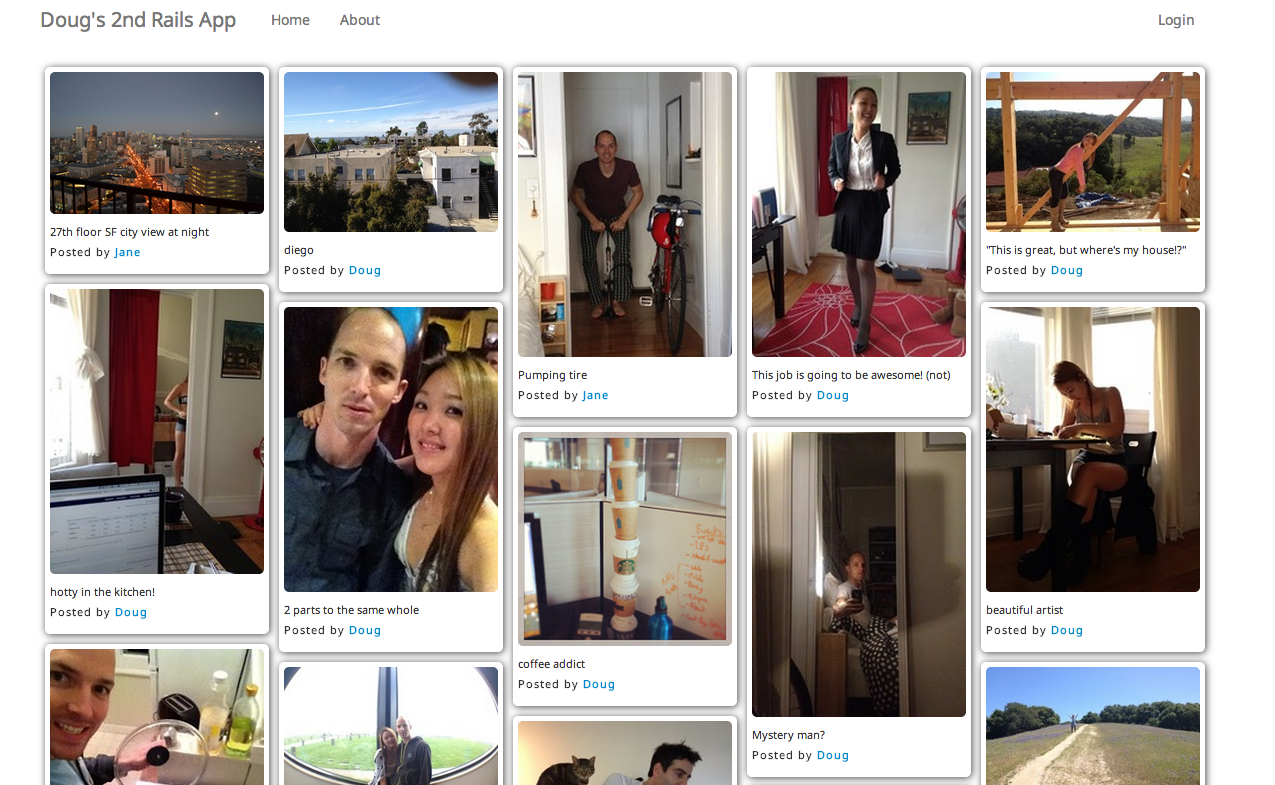 Doug's 2nd Rails App Home About Login
27th floor SF city view at night
Posted by Jane
diego
Posted by Doug
Pumping tire
Posted by Jane
This job is going to be awesome! (not)
Posted by Doug
"This is great, but where's my house!?"
Posted by Doug
hotty in the kitchen!
Posted by Doug
2 parts to the same whole
Posted by Doug
coffee addict
Posted by Doug
Mystery man?
Posted by Doug
beautiful artist
Posted by Doug